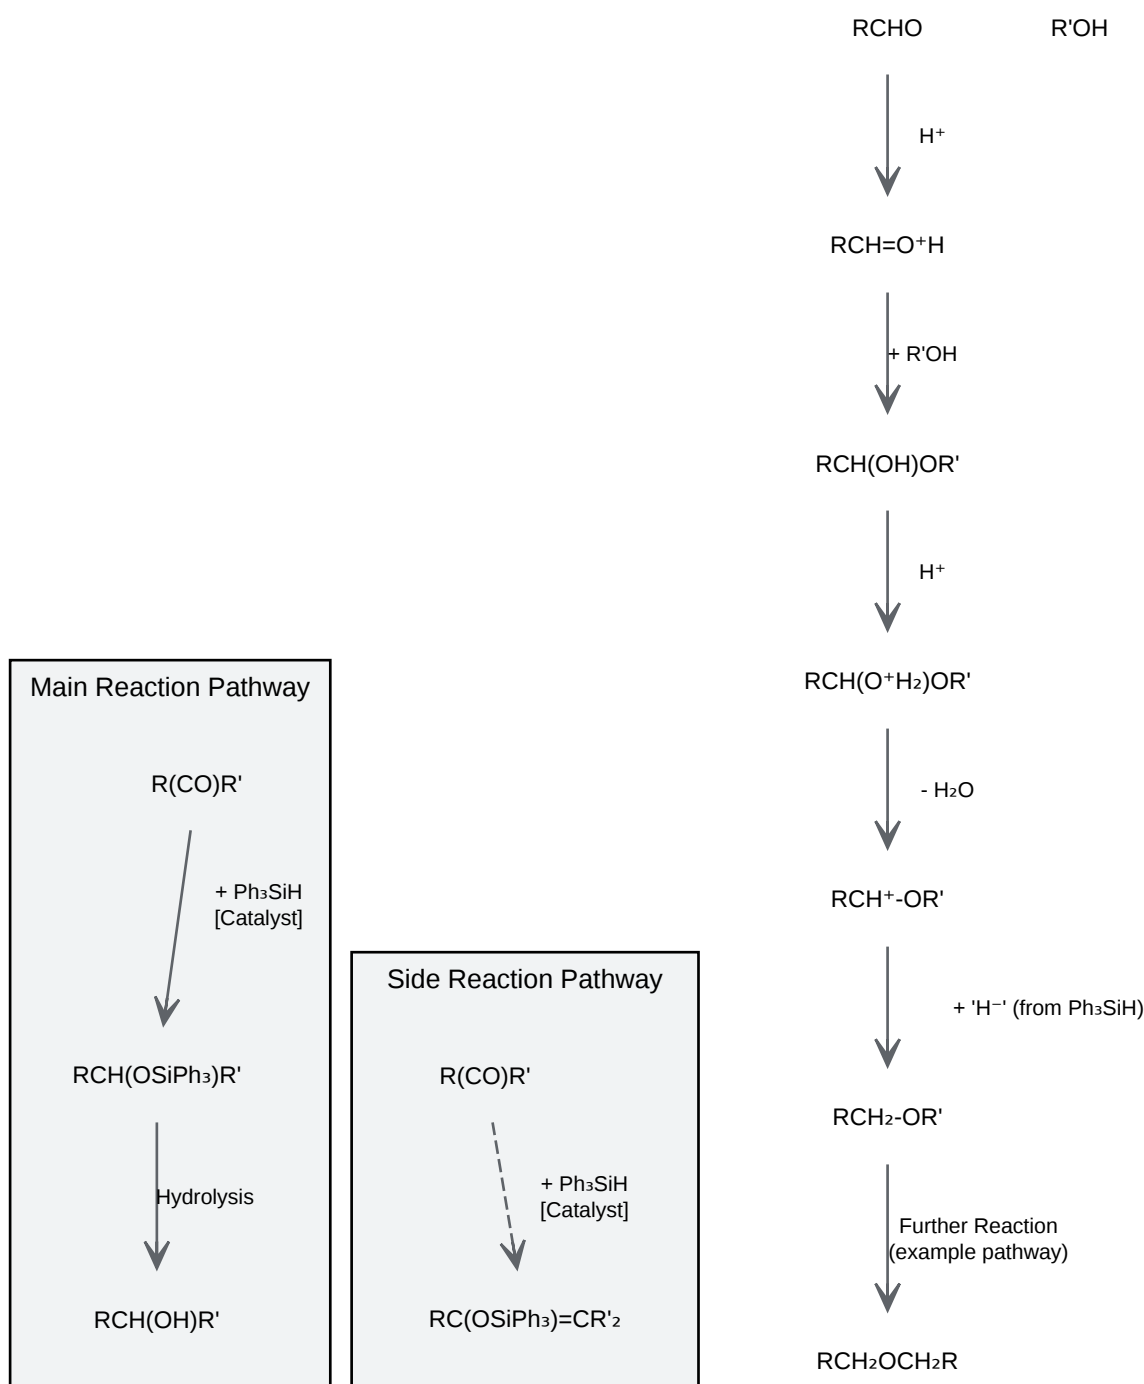 RCHO
R'OH
H⁺
RCH=O⁺H
+ R'OH
RCH(OH)OR'
H⁺
RCH(O⁺H₂)OR'
- H₂O
RCH⁺-OR'
+ 'H⁻' (from Ph₃SiH)
RCH₂-OR'
Further Reaction
(example pathway)
RCH₂OCH₂R
Main Reaction Pathway
R(CO)R'
+ Ph₃SiH
[Catalyst]
RCH(OSiPh₃)R'
Hydrolysis
RCH(OH)R'
Side Reaction Pathway
R(CO)R'
+ Ph₃SiH
[Catalyst]
RC(OSiPh₃)=CR'₂